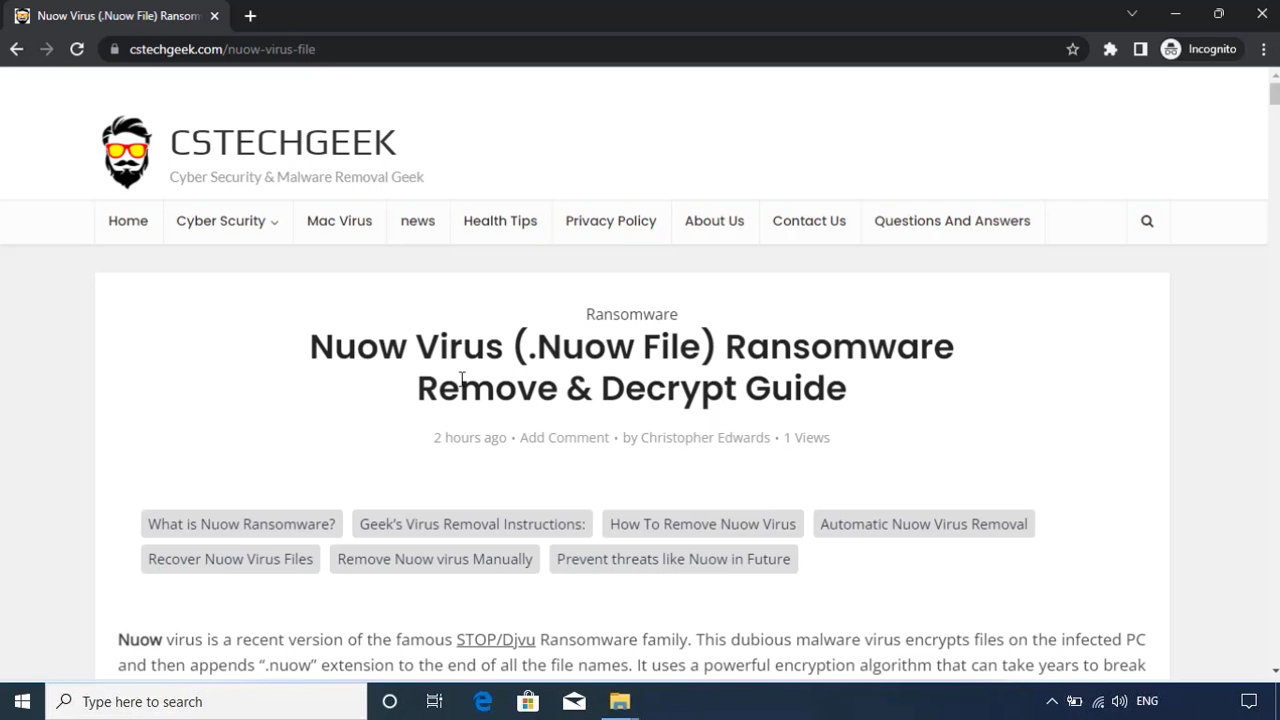 Nuow Virus (.Nuow File) Ransom
cstechgeek.com/nuow-virus-file
Incognito
CSTECHGEEK
Cyber Security & Malware Removal Geek
Home Cyber Scurity Mac Virus news Health Tips Privacy Policy About Us Contact Us Questions And Answers
Ransomware
Nuow Virus (.Nuow File) Ransomware
Remove & Decrypt Guide
2 hours ago • Add Comment • by Christopher Edwards • 1 Views
What is Nuow Ransomware? Geek's Virus Removal Instructions: How To Remove Nuow Virus Automatic Nuow Virus Removal
Recover Nuow Virus Files Remove Nuow virus Manually Prevent threats like Nuow in Future
Nuow virus is a recent version of the famous STOP/Djvu Ransomware family. This dubious malware virus encrypts files on the infected PC
and then appends “.nuow” extension to the end of all the file names. It uses a powerful encryption algorithm that can take years to break
Type here to search
ENG